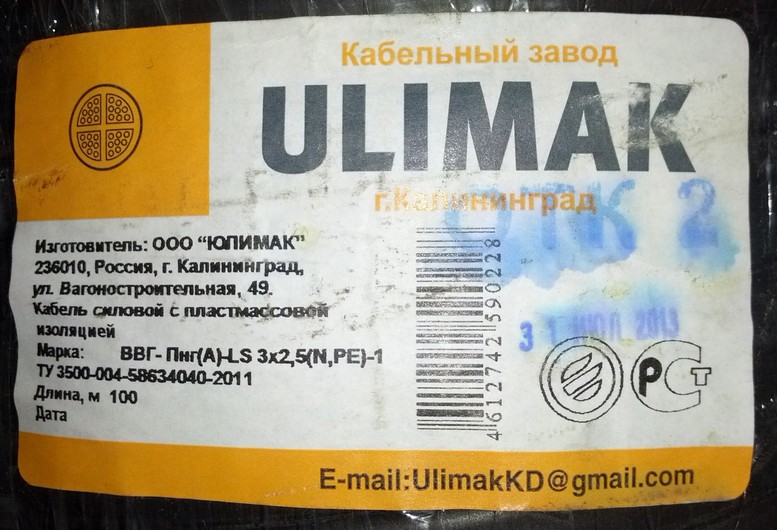 Кабельный завод
ULIMAK
г.Калининград
ОТК 2
Изготовитель: ООО “ЮЛИМАК”
236010, Россия, г. Калининград,
ул. Вагоностроительная, 49.
Кабель силовой с пластмассовой
изоляцией
Марка: ВВГ- Пнг(А)-LS 3х2,5(N,PE)-1
ТУ 3500-004-58634040-2011
Длина, м 100
Дата
4 612742 590228
3 1 ИЮЛ 2013
РСТ
E-mail:UlimakKD@gmail.com